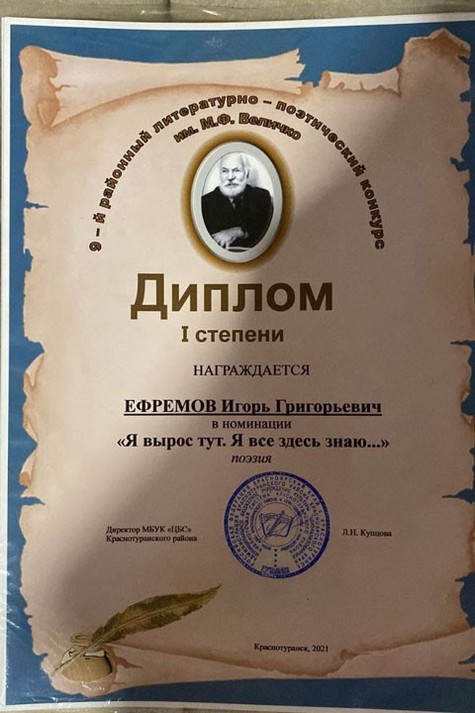 9 – й районный литературно – поэтический конкурс
им. М.Ф. Величко
Диплом
I степени
НАГРАЖДАЕТСЯ
ЕФРЕМОВ Игорь Григорьевич
в номинации
«Я вырос тут. Я все здесь знаю...»
поэзия
Директор МБУК «ЦБС»
Краснотуранского района
Л.Н. Купцова
Краснотуранск, 2021